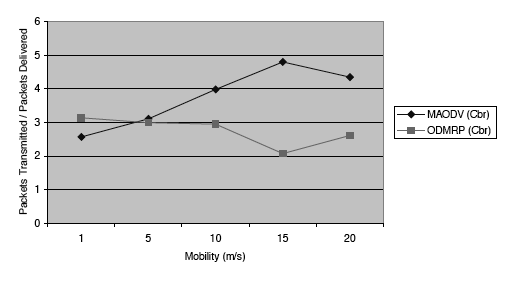 Packets Transmitted / Packets Delivered
6
5
4
3
2
1
0
1 5 10 15 20
Mobility (m/s)
MAODV (Cbr)
ODMRP (Cbr)